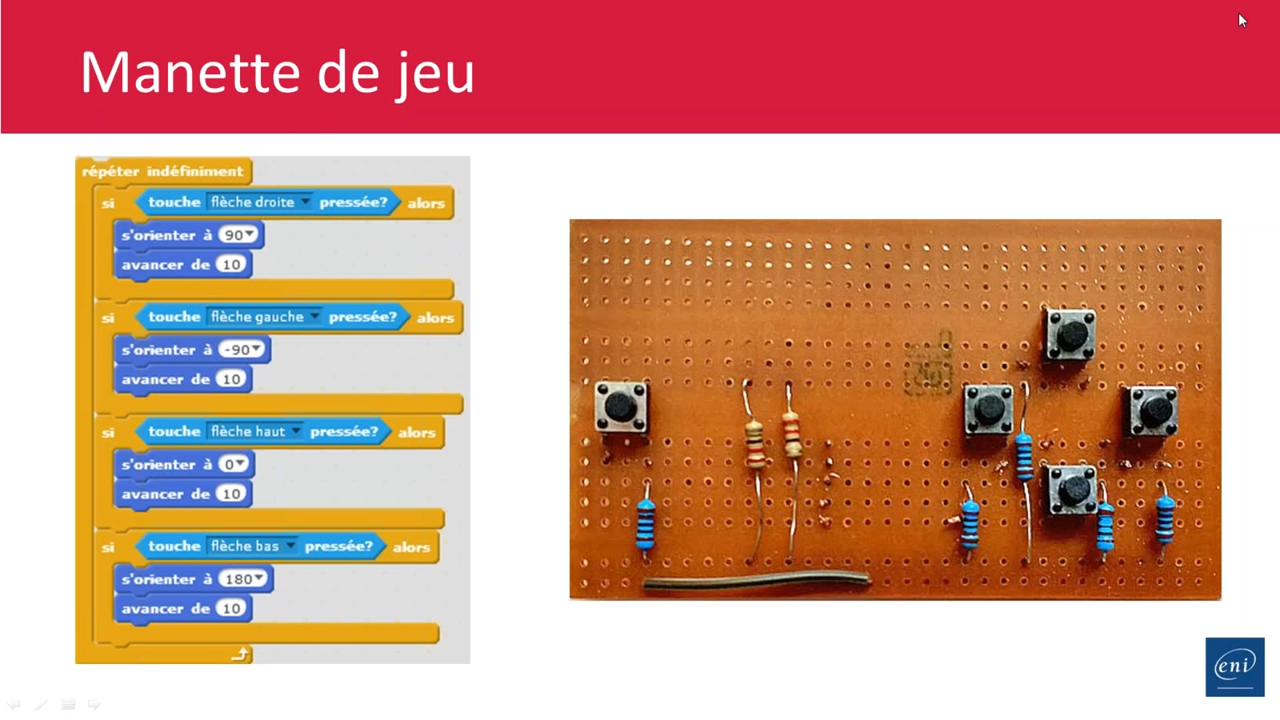 Manette de jeu
répéter indéfiniment
si touche flèche droite pressée? alors
s'orienter à 90
avancer de 10
si touche flèche gauche pressée? alors
s'orienter à -90
avancer de 10
si touche flèche haut pressée? alors
s'orienter à 0
avancer de 10
si touche flèche bas pressée? alors
s'orienter à 180
avancer de 10
eni